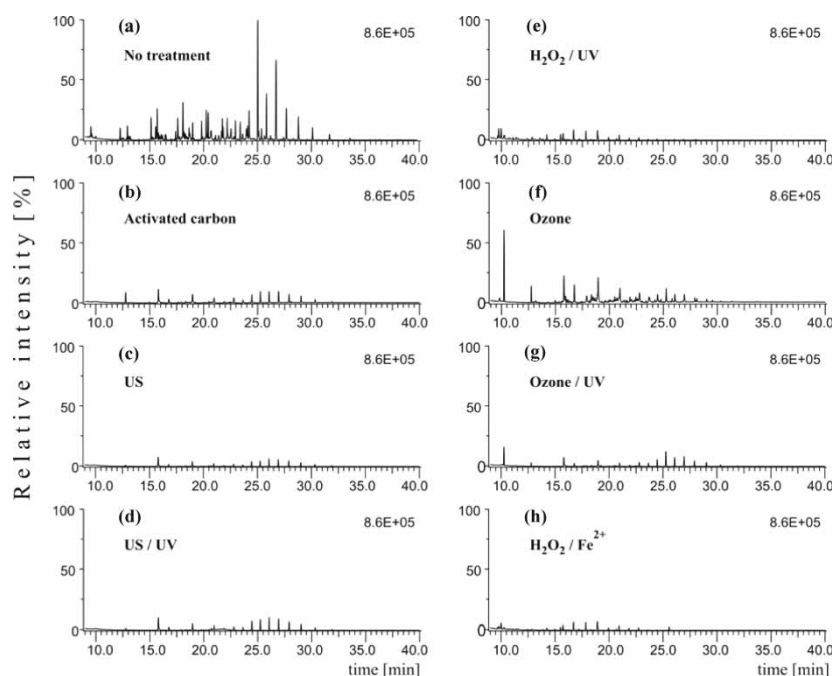 Relative intensity [%]
(a)
No treatment
8.6E+05
100
50
0
10.0 15.0 20.0 25.0 30.0 35.0 40.0
(b)
Activated carbon
8.6E+05
100
50
0
10.0 15.0 20.0 25.0 30.0 35.0 40.0
(c)
US
8.6E+05
100
50
0
10.0 15.0 20.0 25.0 30.0 35.0 40.0
(d)
US / UV
8.6E+05
100
50
0
10.0 15.0 20.0 25.0 30.0 35.0 40.0
time [min]
(e)
H₂O₂ / UV
8.6E+05
100
50
0
10.0 15.0 20.0 25.0 30.0 35.0 40.0
(f)
Ozone
8.6E+05
100
50
0
10.0 15.0 20.0 25.0 30.0 35.0 40.0
(g)
Ozone / UV
8.6E+05
100
50
0
10.0 15.0 20.0 25.0 30.0 35.0 40.0
(h)
H₂O₂ / Fe²⁺
8.6E+05
100
50
0
10.0 15.0 20.0 25.0 30.0 35.0 40.0
time [min]